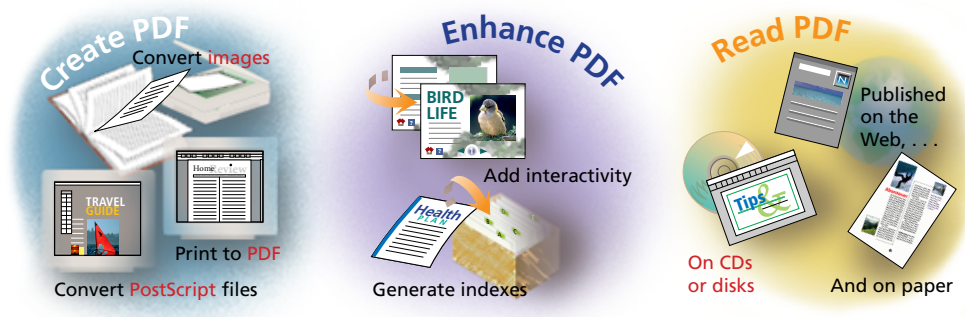 Create PDF
Convert images
Home Review
TRAVEL
GUIDE
Print to PDF
Convert PostScript files
Enhance PDF
BIRD
LIFE
Add interactivity
Health
PLAN
Generate indexes
Read PDF
N
Published
on the
Web, . . .
Tips
&
On CDs
or disks
And on paper